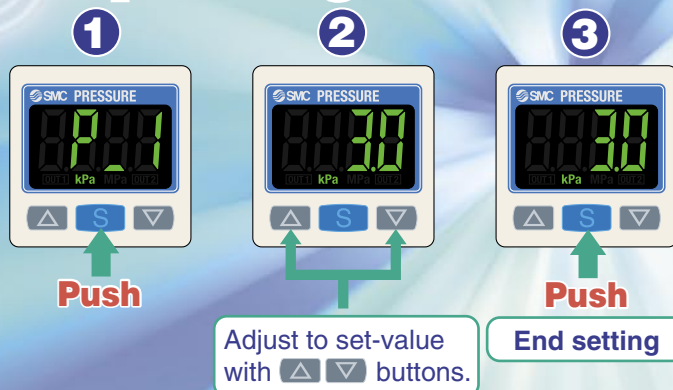 1
2
3
SMC PRESSURE
P_1
OUT1 kPa MPa OUT2
S
Push
SMC PRESSURE
3.0
OUT1 kPa MPa OUT2
S
Adjust to set-value
with △ ▽ buttons.
SMC PRESSURE
3.0
OUT1 kPa MPa OUT2
S
Push
End setting